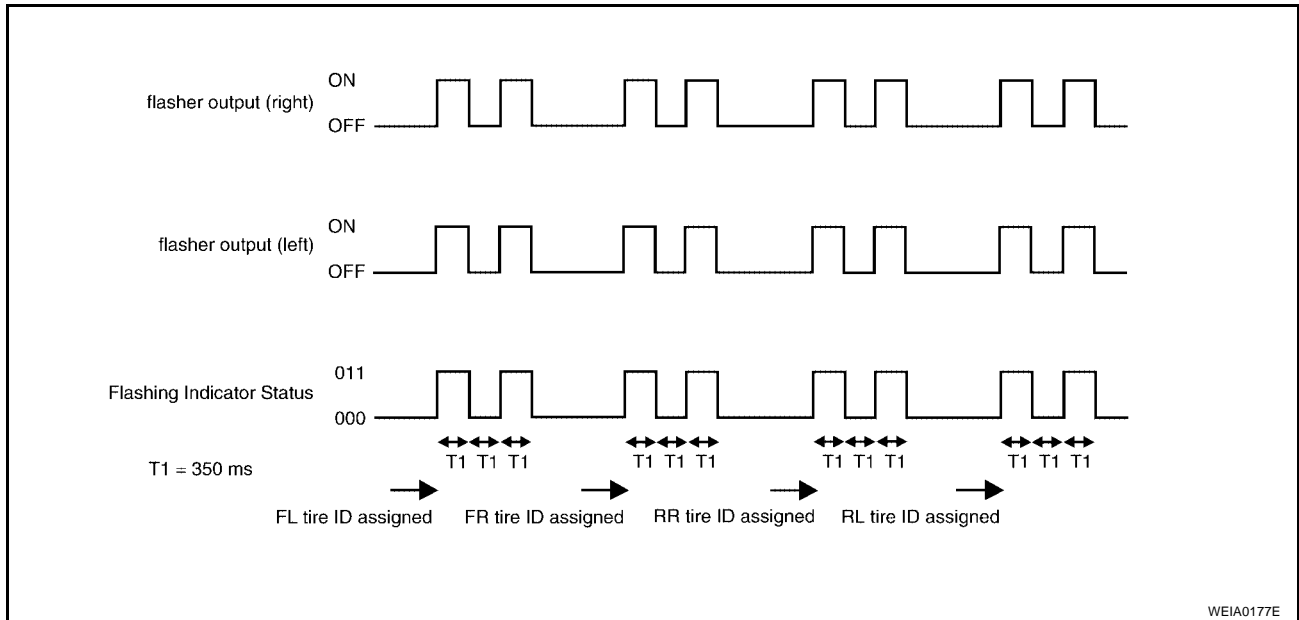 ON
flasher output (right)
OFF
ON
flasher output (left)
OFF
011
Flashing Indicator Status
000
T1 T1 T1 T1 T1 T1 T1 T1 T1 T1 T1 T1
T1 = 350 ms
FL tire ID assigned FR tire ID assigned RR tire ID assigned RL tire ID assigned
WEIA0177E